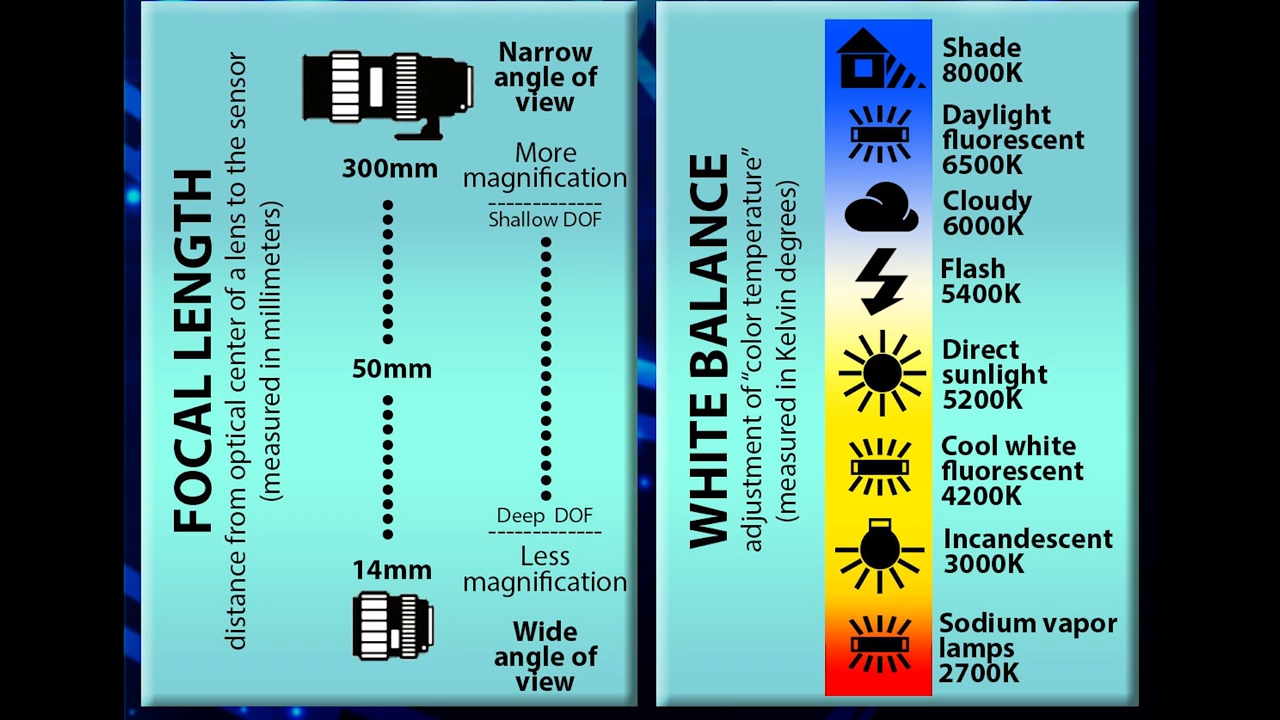 FOCAL LENGTH
distance from optical center of a lens to the sensor
(measured in millimeters)
300mm
50mm
14mm
Narrow
angle of
view
More
magnification
-------------
Shallow DOF
Deep DOF
-------------
Less
magnification
Wide
angle of
view
WHITE BALANCE
adjustment of “color temperature”
(measured in Kelvin degrees)
Shade
8000K
Daylight
fluorescent
6500K
Cloudy
6000K
Flash
5400K
Direct
sunlight
5200K
Cool white
fluorescent
4200K
Incandescent
3000K
Sodium vapor
lamps
2700K